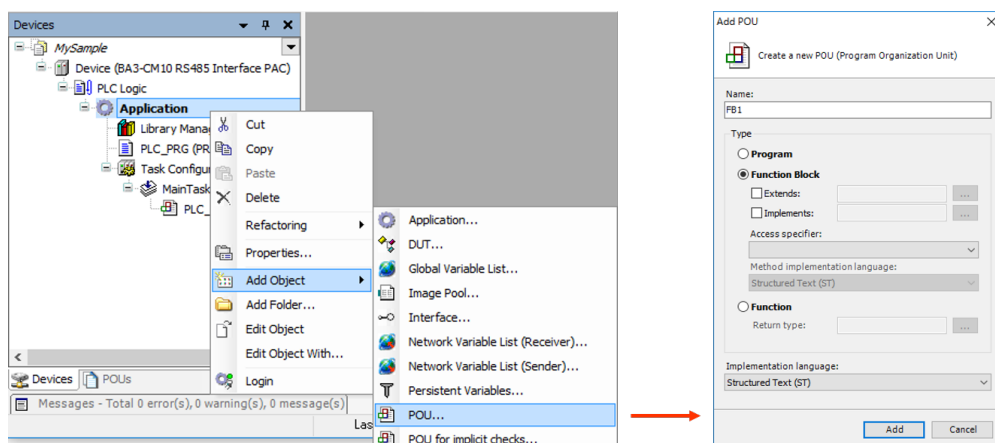 Devices
MySample
Device (BA3-CM10 RS485 Interface PAC)
PLC Logic
Application
Library Mana
PLC_PRG (PR
Task Configur
MainTask
PLC_
Cut
Copy
Paste
Delete
Refactoring
Properties...
Add Object
Add Folder...
Edit Object
Edit Object With...
Login
Application...
DUT...
Global Variable List...
Image Pool...
Interface...
Network Variable List (Receiver)...
Network Variable List (Sender)...
Persistent Variables...
POU...
POU for implicit checks...
Devices
POUs
Messages - Total 0 error(s), 0 warning(s), 0 message(s)
Las
Add POU
Create a new POU (Program Organization Unit)
Name:
FB1
Type
Program
Function Block
Extends:
...
Implements:
...
Access specifier:
Method implementation language:
Structured Text (ST)
Function
Return type:
...
Implementation language:
Structured Text (ST)
Add
Cancel